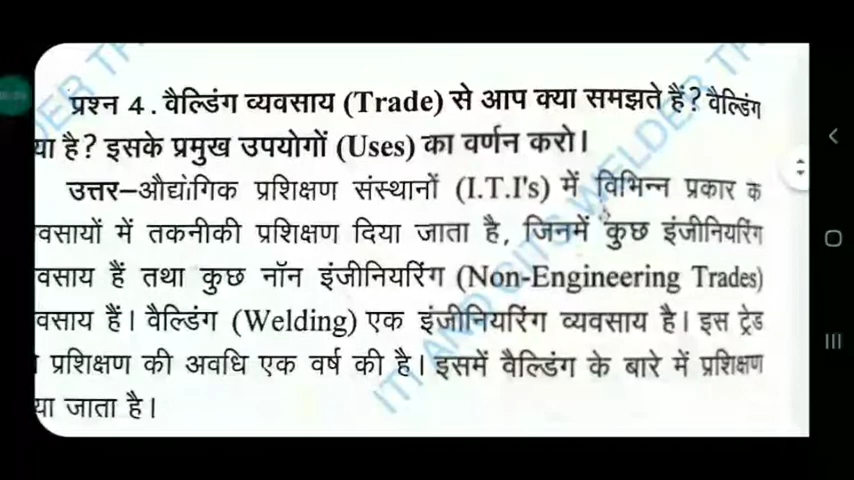 प्रश्न 4. वैल्डिंग व्यवसाय (Trade) से आप क्या समझते हैं? वैल्डिंग
या है? इसके प्रमुख उपयोगों (Uses) का वर्णन करो।
उत्तर–औद्योगिक प्रशिक्षण संस्थानों (I.T.I's) में विभिन्न प्रकार क
वसायों में तकनीकी प्रशिक्षण दिया जाता है, जिनमें कुछ इंजीनियरिंग
वसाय हैं तथा कुछ नॉन इंजीनियरिंग (Non-Engineering Trades)
वसाय हैं। वैल्डिंग (Welding) एक इंजीनियरिंग व्यवसाय है। इस ट्रेड
प्रशिक्षण की अवधि एक वर्ष की है। इसमें वैल्डिंग के बारे में प्रशिक्षण
या जाता है।